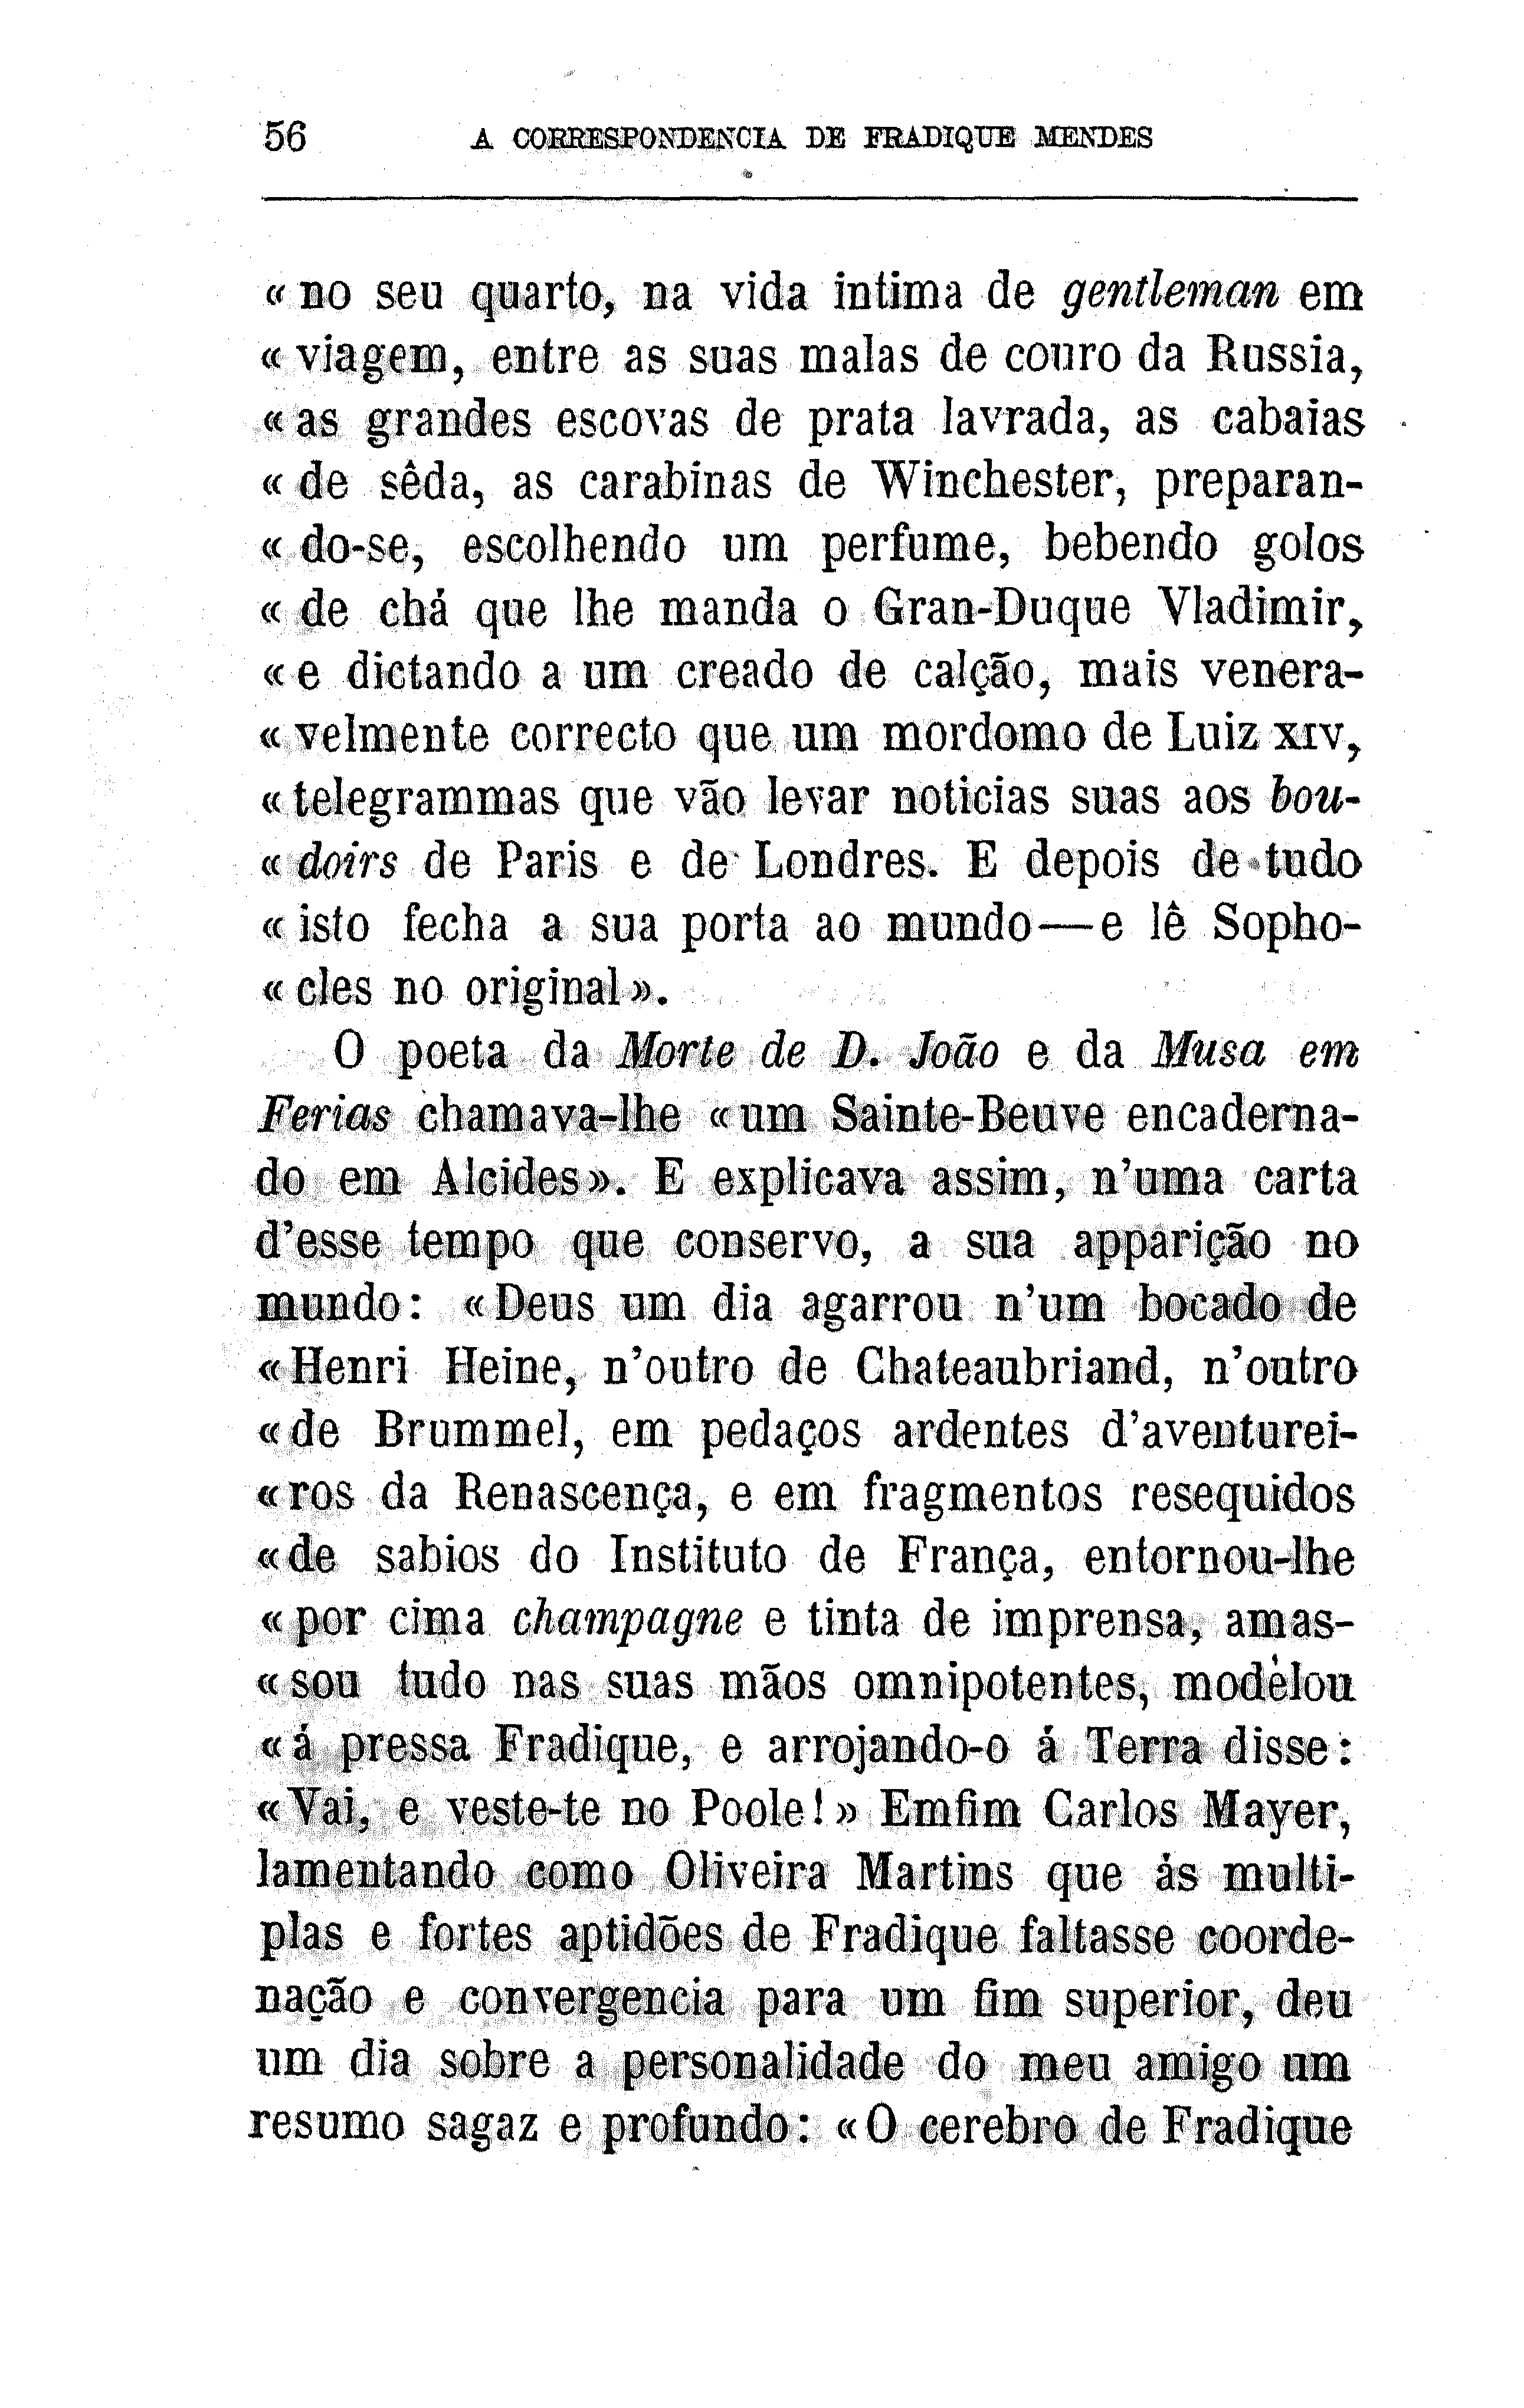 56 A CORRESPONDENCIA DE FRADIQUE MENDES
« no seu quarto, na vida intima de gentleman em
« viagem, entre as suas malas de couro da Russia,
« as grandes escovas de prata lavrada, as cabaias
« de sêda, as carabinas de Winchester, preparan-
« do-se, escolhendo um perfume, bebendo golos
« de chá que lhe manda o Gran-Duque Vladimir,
« e dictando a um creado de calção, mais venera-
« velmente correcto que um mordomo de Luiz XIV,
« telegrammas que vão levar noticias suas aos bou-
« doirs de Paris e de Londres. E depois de tudo
« isto fecha a sua porta ao mundo—e lê Sopho-
« cles no original ».
O poeta da Morte de D. João e da Musa em
Ferias chamava-lhe « um Sainte-Beuve encaderna-
do em Alcides». E explicava assim, n'uma carta
d'esse tempo que conservo, a sua apparição no
mundo: « Deus um dia agarrou n'um bocado de
« Henri Heine, n'outro de Chateaubriand, n'outro
« de Brummel, em pedaços ardentes d'aventurei-
« ros da Renascença, e em fragmentos resequidos
« de sabios do Instituto de França, entornou-lhe
« por cima champagne e tinta de imprensa, amas-
« sou tudo nas suas mãos omnipotentes, modèlou
« á pressa Fradique, e arrojando-o á Terra disse:
« Vai, e veste-te no Poole! » Emfim Carlos Mayer,
lamentando como Oliveira Martins que ás multi-
plas e fortes aptidões de Fradique faltasse coorde-
nação e convergencia para um fim superior, deu
um dia sobre a personalidade do meu amigo um
resumo sagaz e profundo: « O cerebro de Fradique